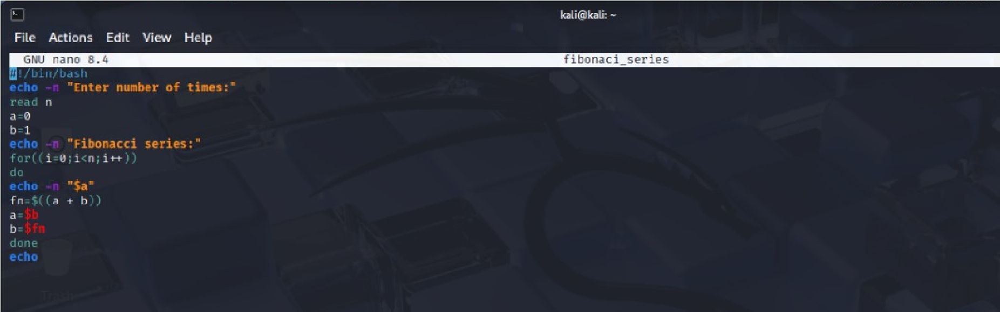 kali@kali: ~
File Actions Edit View Help
GNU nano 8.4 fibonaci_series
#!/bin/bash
echo -n "Enter number of times:"
read n
a=0
b=1
echo -n "Fibonacci series:"
for((i=0;i<n;i++))
do
echo -n "$a"
fn=$((a + b))
a=$b
b=$fn
done
echo
Trash